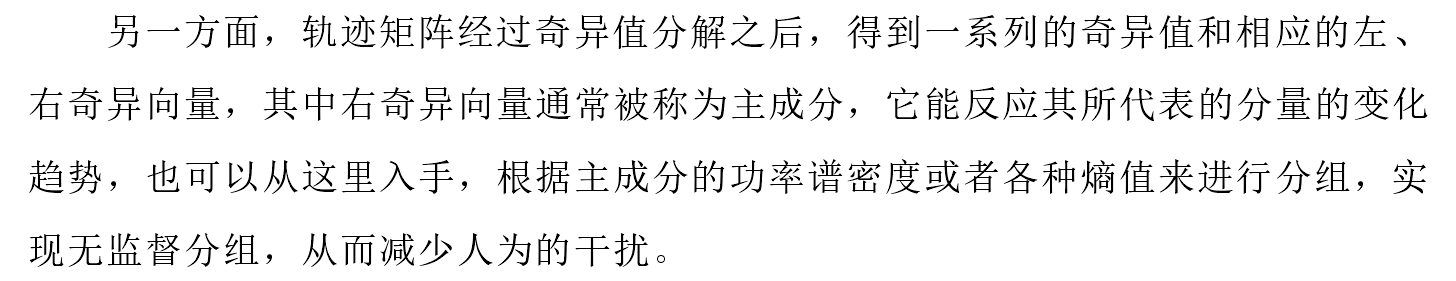 另一方面，轨迹矩阵经过奇异值分解之后，得到一系列的奇异值和相应的左、
右奇异向量，其中右奇异向量通常被称为主成分，它能反应其所代表的分量的变化
趋势，也可以从这里入手，根据主成分的功率谱密度或者各种熵值来进行分组，实
现无监督分组，从而减少人为的干扰。